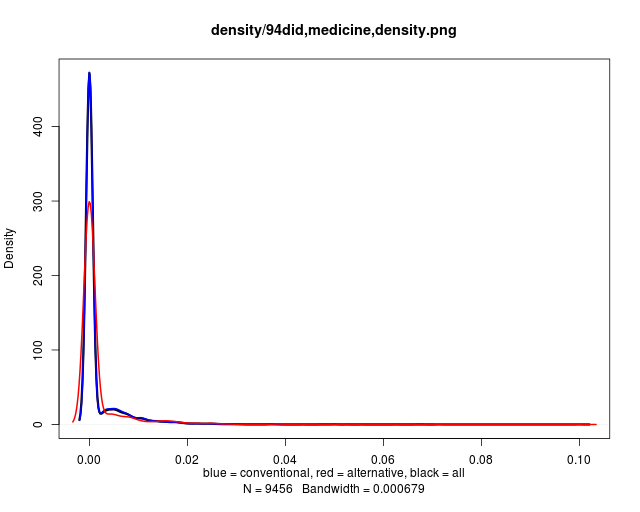 density/94did,medicine,density.png
Density
0
100
200
300
400
0.00 0.02 0.04 0.06 0.08 0.10
blue = conventional, red = alternative, black = all
N = 9456 Bandwidth = 0.000679